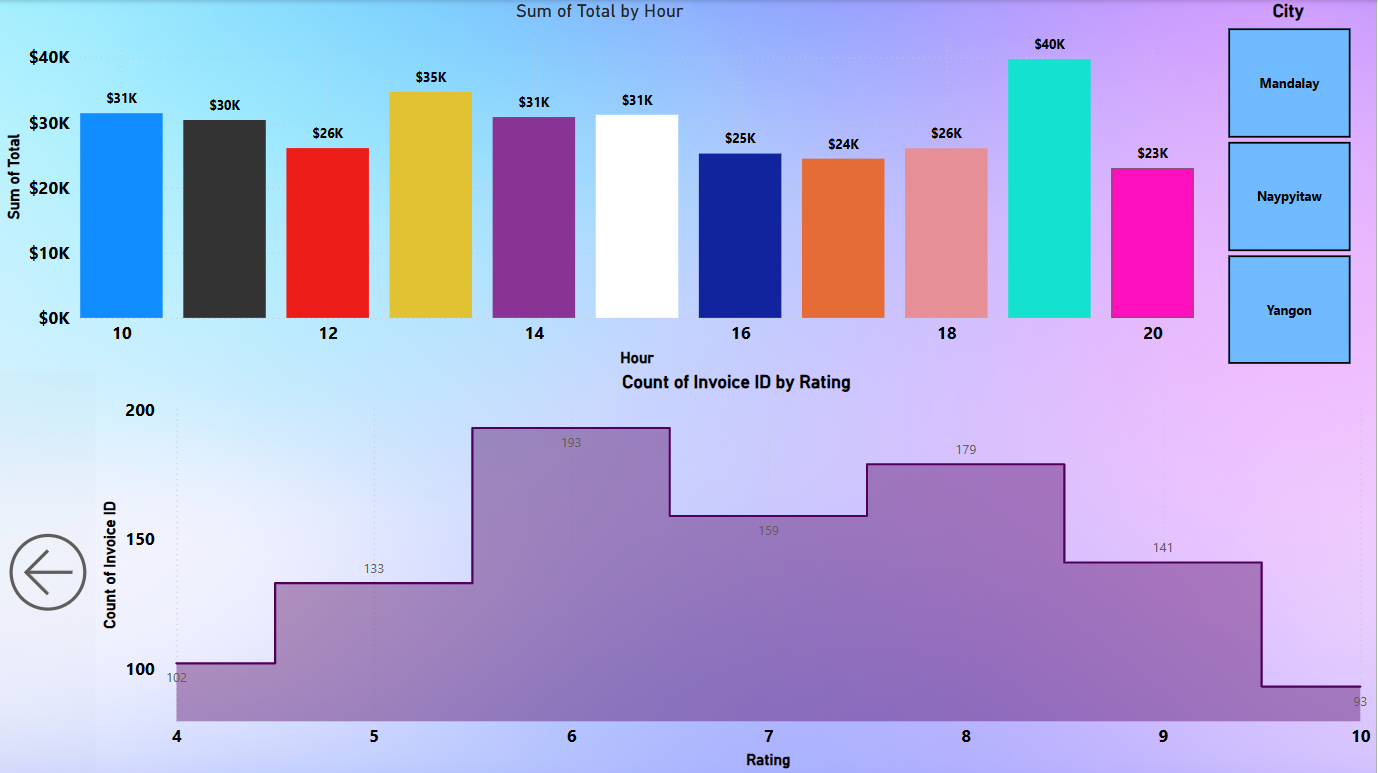 Sum of Total by Hour
City
$40K
$30K
$20K
$10K
$0K
Sum of Total
$31K
$30K
$26K
$35K
$31K
$31K
$25K
$24K
$26K
$40K
$23K
10
12
14
16
18
20
Hour
Mandalay
Naypyitaw
Yangon
Count of Invoice ID by Rating
200
150
100
Count of Invoice ID
102
133
193
159
179
141
93
4
5
6
7
8
9
10
Rating